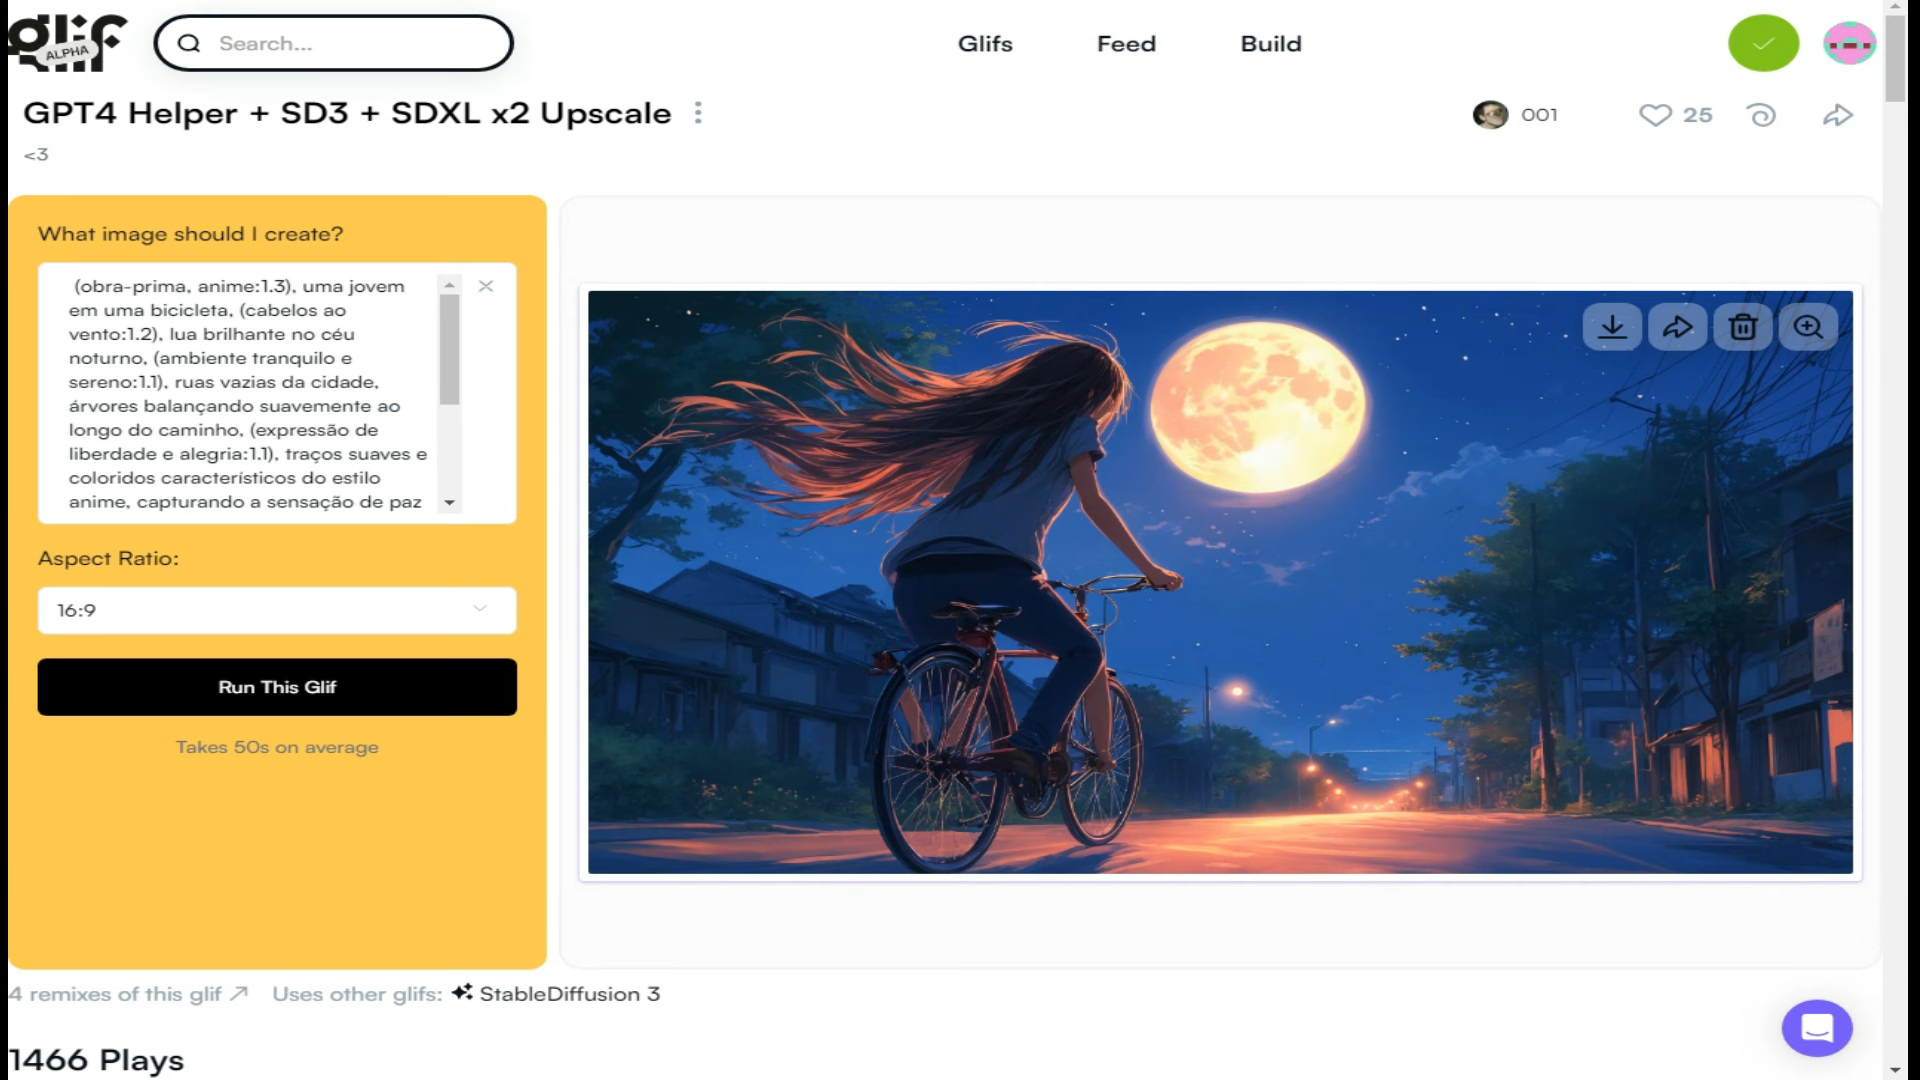 glif
ALPHA
Search...
Glifs
Feed
Build
GPT4 Helper + SD3 + SDXL x2 Upscale
001
25
<3
What image should I create?
(obra-prima, anime:1.3), uma jovem
em uma bicicleta, (cabelos ao
vento:1.2), lua brilhante no céu
noturno, (ambiente tranquilo e
sereno:1.1), ruas vazias da cidade,
árvores balançando suavemente ao
longo do caminho, (expressão de
liberdade e alegria:1.1), traços suaves e
coloridos característicos do estilo
anime, capturando a sensação de paz
Aspect Ratio:
16:9
Run This Glif
Takes 50s on average
4 remixes of this glif
Uses other glifs: StableDiffusion 3
1466 Plays